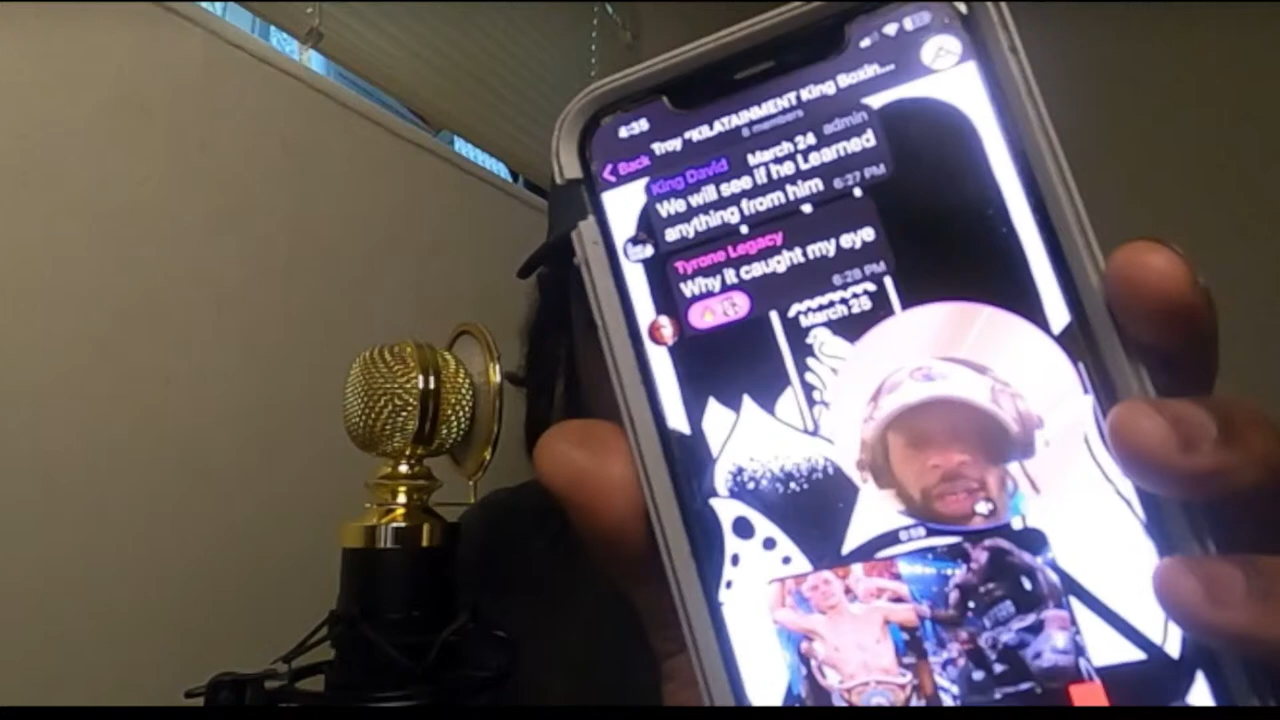 4:35
Back
Troy "KILATAINMENT King Boxin...
8 members
King David
March 24
admin
We will see if he Learned
anything from him
6:27 PM
Tyrone Legacy
Why it caught my eye
6:28 PM
March 25
0:59